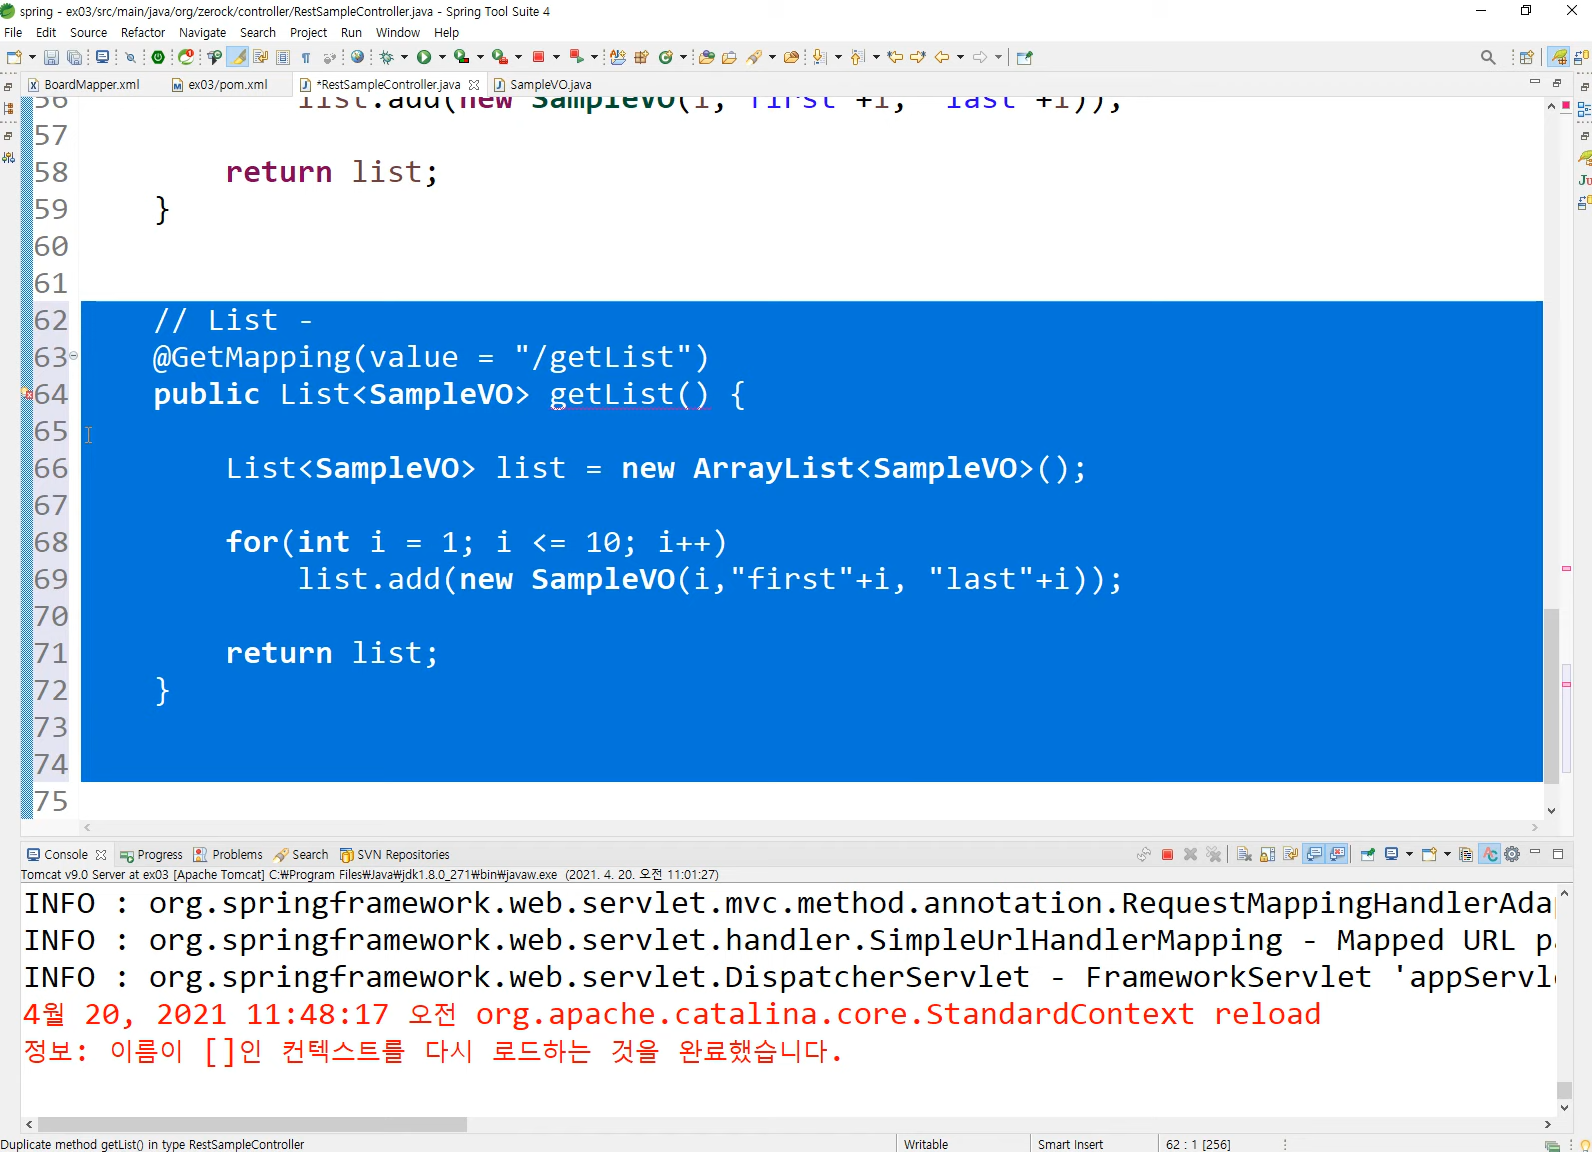 spring - ex03/src/main/java/org/zerock/controller/RestSampleController.java - Spring Tool Suite 4
File Edit Source Refactor Navigate Search Project Run Window Help
BoardMapper.xml ex03/pom.xml *RestSampleController.java SampleVO.java
56 list.add(new SampleVO(i,"first"+i, "last"+i));
57
58 return list;
59 }
60
61
62 // List -
63 @GetMapping(value = "/getList")
64 public List<SampleVO> getList() {
65
66 List<SampleVO> list = new ArrayList<SampleVO>();
67
68 for(int i = 1; i <= 10; i++)
69 list.add(new SampleVO(i,"first"+i, "last"+i));
70
71 return list;
72 }
73
74
75
Console Progress Problems Search SVN Repositories
Tomcat v9.0 Server at ex03 [Apache Tomcat] C:₩Program Files₩Java₩jdk1.8.0_271₩bin₩javaw.exe (2021. 4. 20. 오전 11:01:27)
INFO : org.springframework.web.servlet.mvc.method.annotation.RequestMappingHandlerAda
INFO : org.springframework.web.servlet.handler.SimpleUrlHandlerMapping - Mapped URL p
INFO : org.springframework.web.servlet.DispatcherServlet - FrameworkServlet 'appServl
4월 20, 2021 11:48:17 오전 org.apache.catalina.core.StandardContext reload
정보: 이름이 []인 컨텍스트를 다시 로드하는 것을 완료했습니다.
Duplicate method getList() in type RestSampleController Writable Smart Insert 62 : 1 [256]